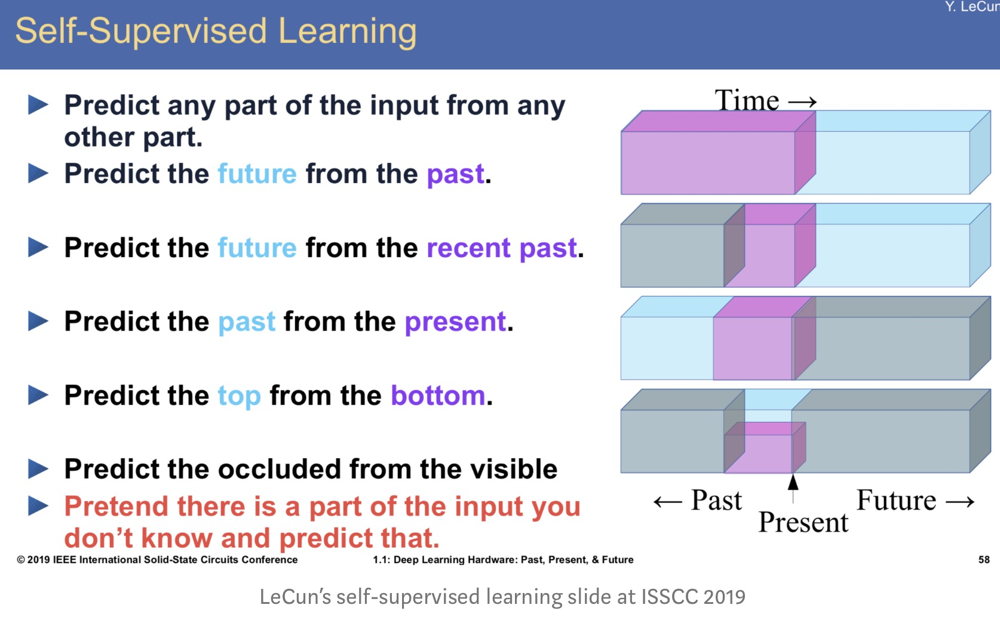 Y. LeCun
Self-Supervised Learning
Predict any part of the input from any
other part.
Predict the future from the past.
Predict the future from the recent past.
Predict the past from the present.
Predict the top from the bottom.
Predict the occluded from the visible
Pretend there is a part of the input you
don't know and predict that.
Time →
← Past
Present
Future →
© 2019 IEEE International Solid-State Circuits Conference
1.1: Deep Learning Hardware: Past, Present, & Future
58
LeCun's self-supervised learning slide at ISSCC 2019